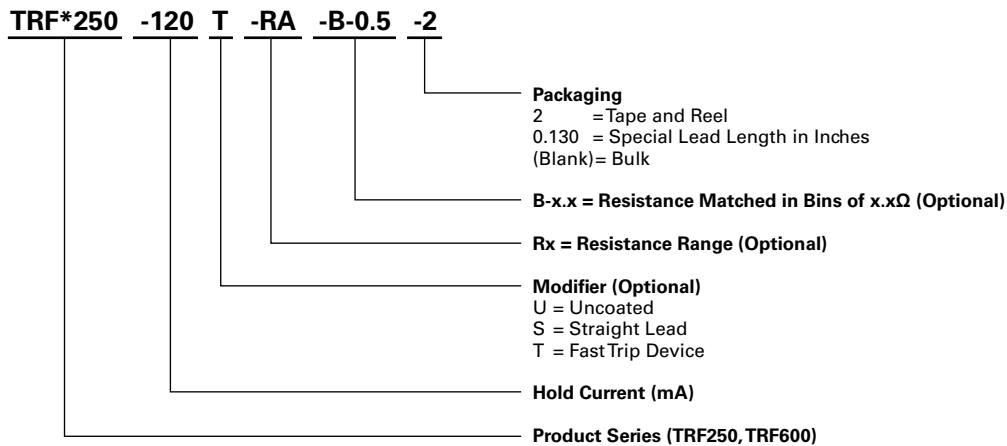 TRF*250 -120 T -RA -B-0.5 -2
Packaging
2 = Tape and Reel
0.130 = Special Lead Length in Inches
(Blank)= Bulk
B-x.x = Resistance Matched in Bins of x.xΩ (Optional)
Rx = Resistance Range (Optional)
Modifier (Optional)
U = Uncoated
S = Straight Lead
T = Fast Trip Device
Hold Current (mA)
Product Series (TRF250, TRF600)